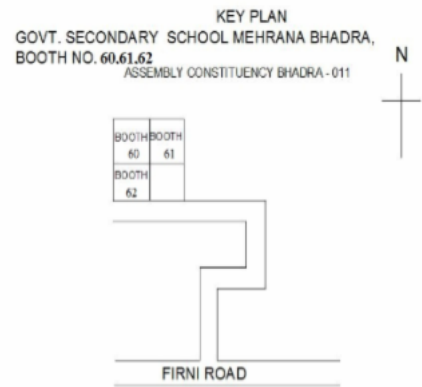 KEY PLAN
GOVT. SECONDARY SCHOOL MEHRANA BHADRA,
BOOTH NO. 60.61.62
ASSEMBLY CONSTITUENCY BHADRA - 011
N
BOOTH BOOTH
60 61
BOOTH
62
FIRNI ROAD